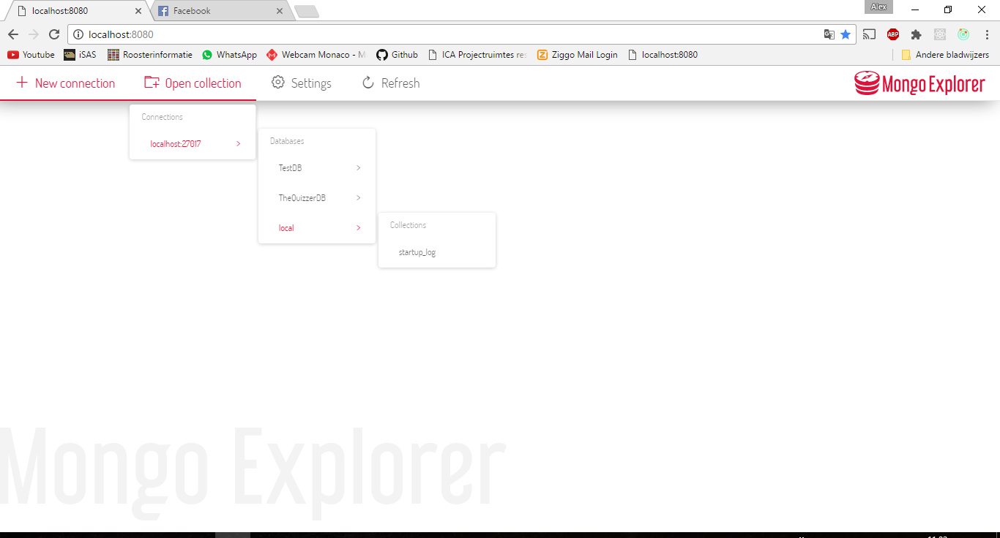 localhost:8080
Facebook
Alex
localhost:8080
Youtube
iSAS
Roosterinformatie
WhatsApp
Webcam Monaco - M
Github
ICA Projectruimtes res
Ziggo Mail Login
localhost:8080
Andere bladwijzers
New connection
Open collection
Settings
Refresh
Mongo Explorer
Connections
localhost:27017
Databases
TestDB
TheQuizzerDB
local
Collections
startup_log
Mongo Explorer